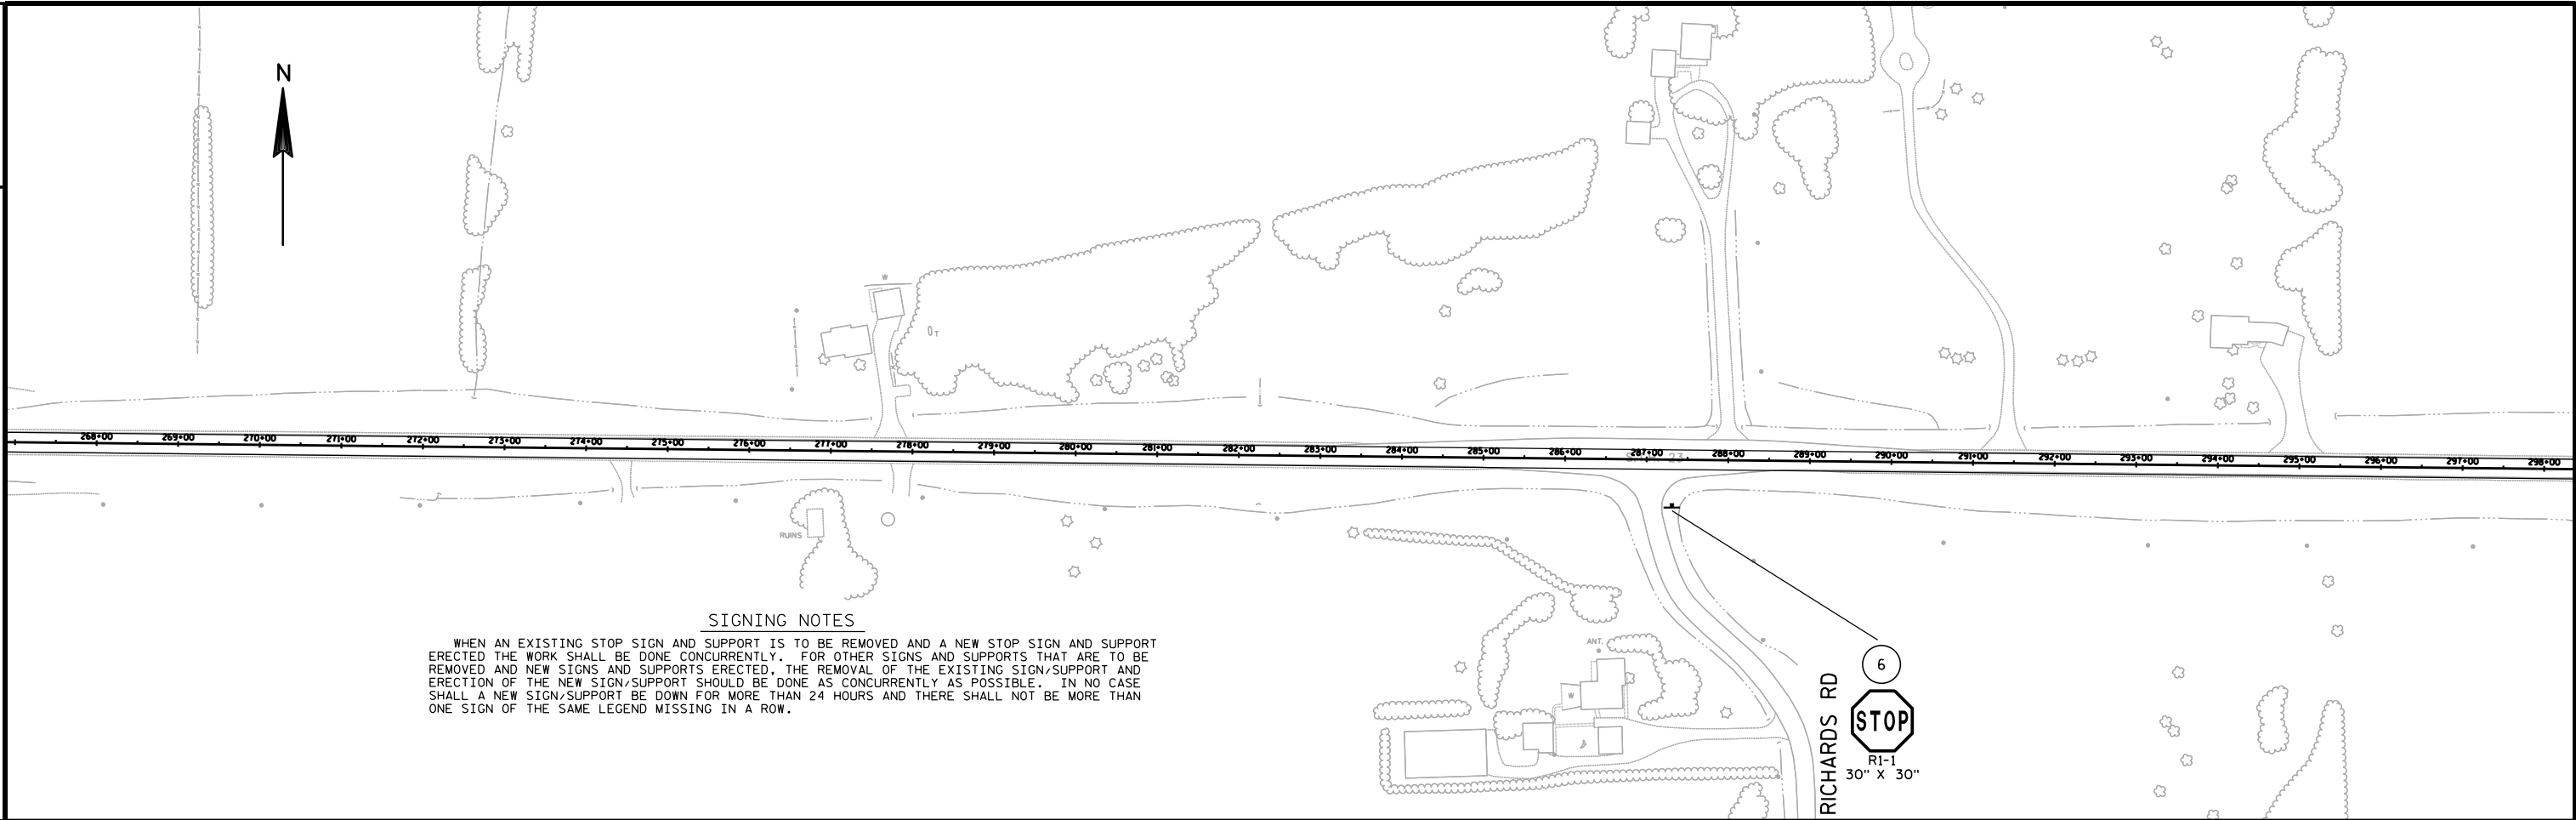 N
W
T
268+00 269+00 270+00 271+00 272+00 273+00 274+00 275+00 276+00 277+00 278+00 279+00 280+00 281+00 282+00 283+00 284+00 285+00 286+00 287+00 288+00 289+00 290+00 291+00 292+00 293+00 294+00 295+00 296+00 297+00 298+00
RUINS
SIGNING NOTES
WHEN AN EXISTING STOP SIGN AND SUPPORT IS TO BE REMOVED AND A NEW STOP SIGN AND SUPPORT
ERECTED THE WORK SHALL BE DONE CONCURRENTLY. FOR OTHER SIGNS AND SUPPORTS THAT ARE TO BE
REMOVED AND NEW SIGNS AND SUPPORTS ERECTED, THE REMOVAL OF THE EXISTING SIGN/SUPPORT AND
ERECTION OF THE NEW SIGN/SUPPORT SHOULD BE DONE AS CONCURRENTLY AS POSSIBLE. IN NO CASE
SHALL A NEW SIGN/SUPPORT BE DOWN FOR MORE THAN 24 HOURS AND THERE SHALL NOT BE MORE THAN
ONE SIGN OF THE SAME LEGEND MISSING IN A ROW.
ANT.
W
6
RICHARDS RD
STOP
R1-1
30" X 30"